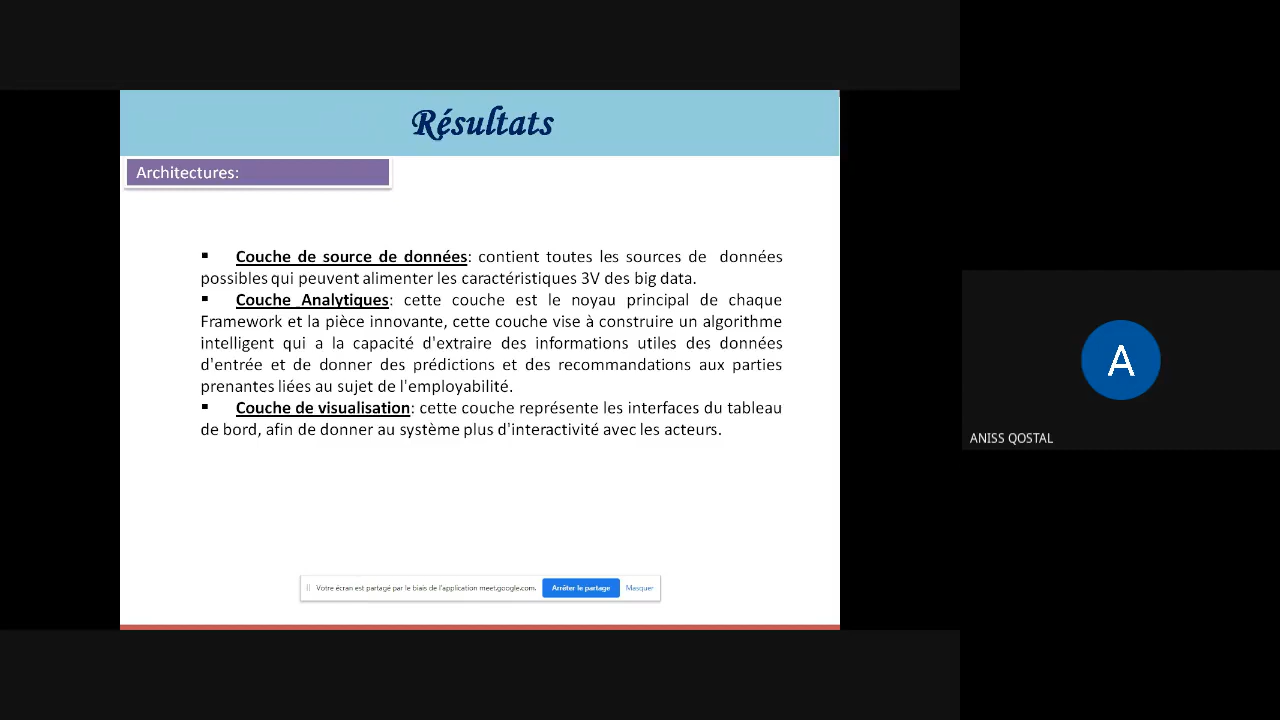 Résultats
Architectures:
▪ Couche de source de données: contient toutes les sources de données
possibles qui peuvent alimenter les caractéristiques 3V des big data.
▪ Couche Analytiques: cette couche est le noyau principal de chaque
Framework et la pièce innovante, cette couche vise à construire un algorithme
intelligent qui a la capacité d'extraire des informations utiles des données
d'entrée et de donner des prédictions et des recommandations aux parties
prenantes liées au sujet de l'employabilité.
▪ Couche de visualisation: cette couche représente les interfaces du tableau
de bord, afin de donner au système plus d'interactivité avec les acteurs.
Votre écran est partagé par le biais de l'application meet.google.com. Arrêter le partage Masquer
A
ANISS QOSTAL